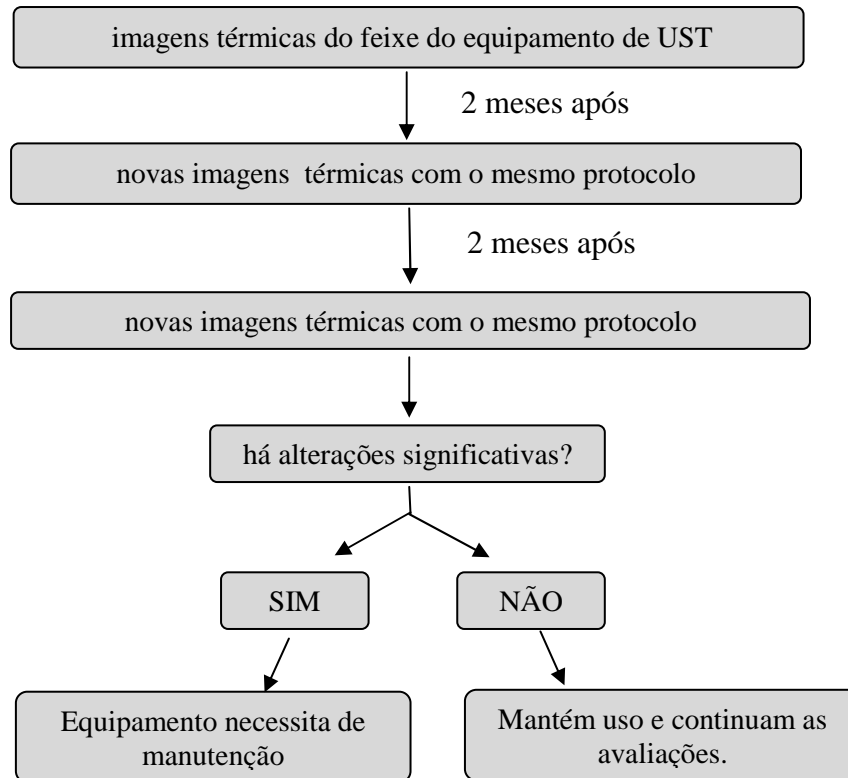 imagens térmicas do feixe do equipamento de UST
2 meses após
novas imagens térmicas com o mesmo protocolo
2 meses após
novas imagens térmicas com o mesmo protocolo
há alterações significativas?
SIM
NÃO
Equipamento necessita de
manutenção
Mantém uso e continuam as
avaliações.